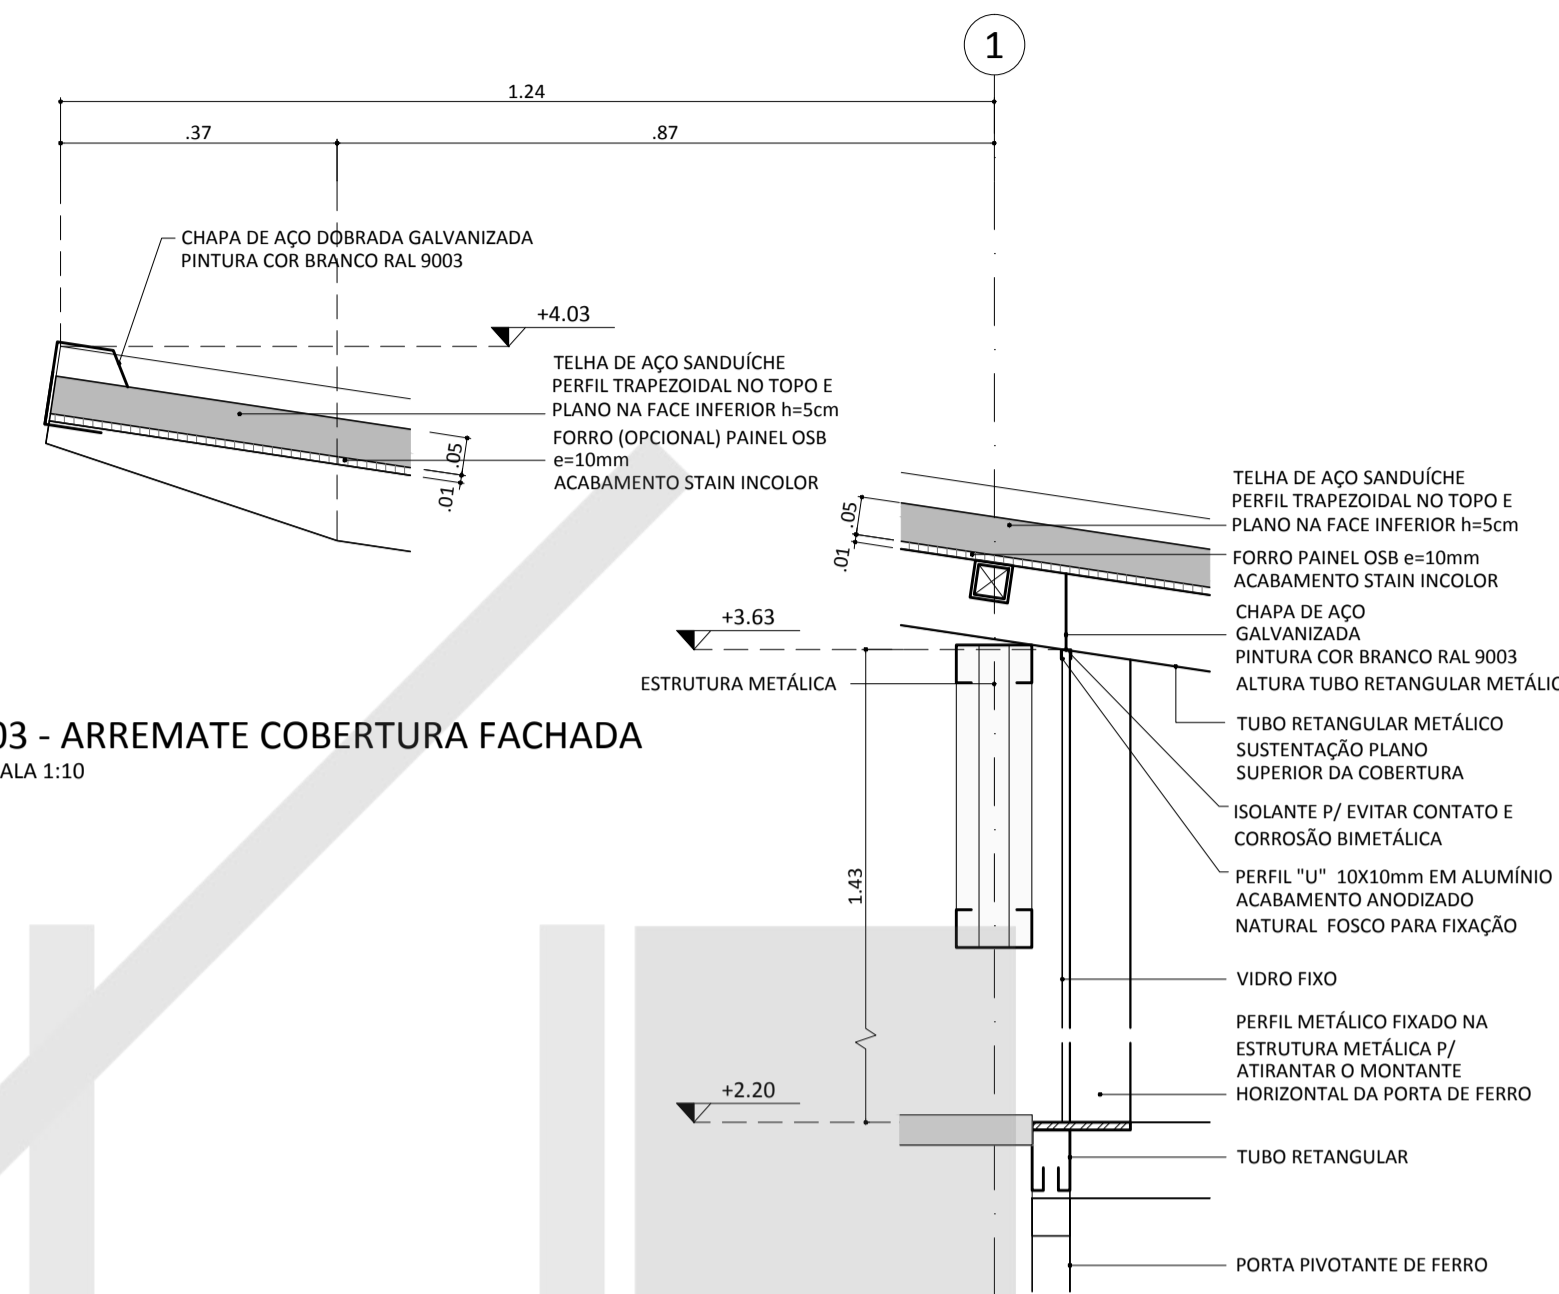 1
1.24
.37
.87
CHAPA DE AÇO DOBRADA GALVANIZADA
PINTURA COR BRANCO RAL 9003
+4.03
TELHA DE AÇO SANDUÍCHE
PERFIL TRAPEZOIDAL NO TOPO E
PLANO NA FACE INFERIOR h=5cm
FORRO (OPCIONAL) PAINEL OSB
e=10mm
ACABAMENTO STAIN INCOLOR
.05
.01
TELHA DE AÇO SANDUÍCHE
PERFIL TRAPEZOIDAL NO TOPO E
PLANO NA FACE INFERIOR h=5cm
.05
.01
FORRO PAINEL OSB e=10mm
ACABAMENTO STAIN INCOLOR
CHAPA DE AÇO
GALVANIZADA
PINTURA COR BRANCO RAL 9003
ALTURA TUBO RETANGULAR METÁLIC
+3.63
ESTRUTURA METÁLICA
03 - ARREMATE COBERTURA FACHADA
ALA 1:10
TUBO RETANGULAR METÁLICO
SUSTENTAÇÃO PLANO
SUPERIOR DA COBERTURA
ISOLANTE P/ EVITAR CONTATO E
CORROSÃO BIMETÁLICA
1.43
PERFIL "U" 10X10mm EM ALUMÍNIO
ACABAMENTO ANODIZADO
NATURAL FOSCO PARA FIXAÇÃO
VIDRO FIXO
PERFIL METÁLICO FIXADO NA
ESTRUTURA METÁLICA P/
ATIRANTAR O MONTANTE
HORIZONTAL DA PORTA DE FERRO
+2.20
TUBO RETANGULAR
PORTA PIVOTANTE DE FERRO